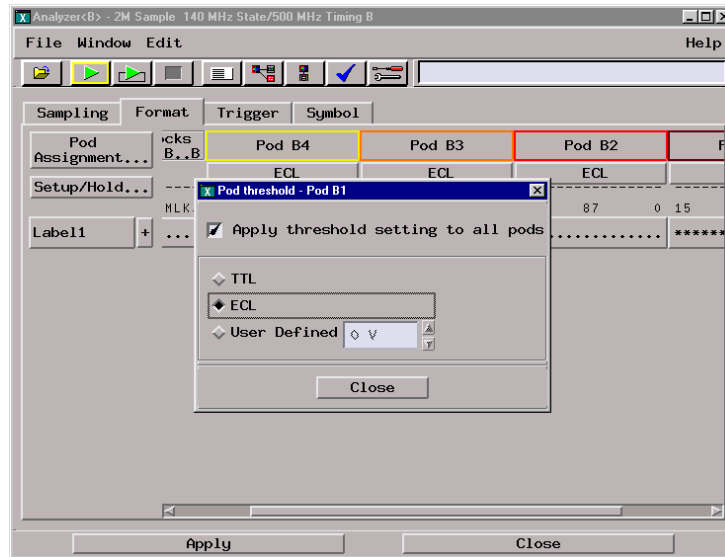 Analyzer<B> - 2M Sample 140 MHz State/500 MHz Timing B
File Window Edit Help
Sampling Format Trigger Symbol
Pod Assignment...
B..B
Pod B4 Pod B3 Pod B2
ECL ECL ECL
Setup/Hold...
MLK
87 0 15
Label1 + ... .............. ******
Pod threshold - Pod B1
Apply threshold setting to all pods
TTL
ECL
User Defined 0 V
Close
Apply Close